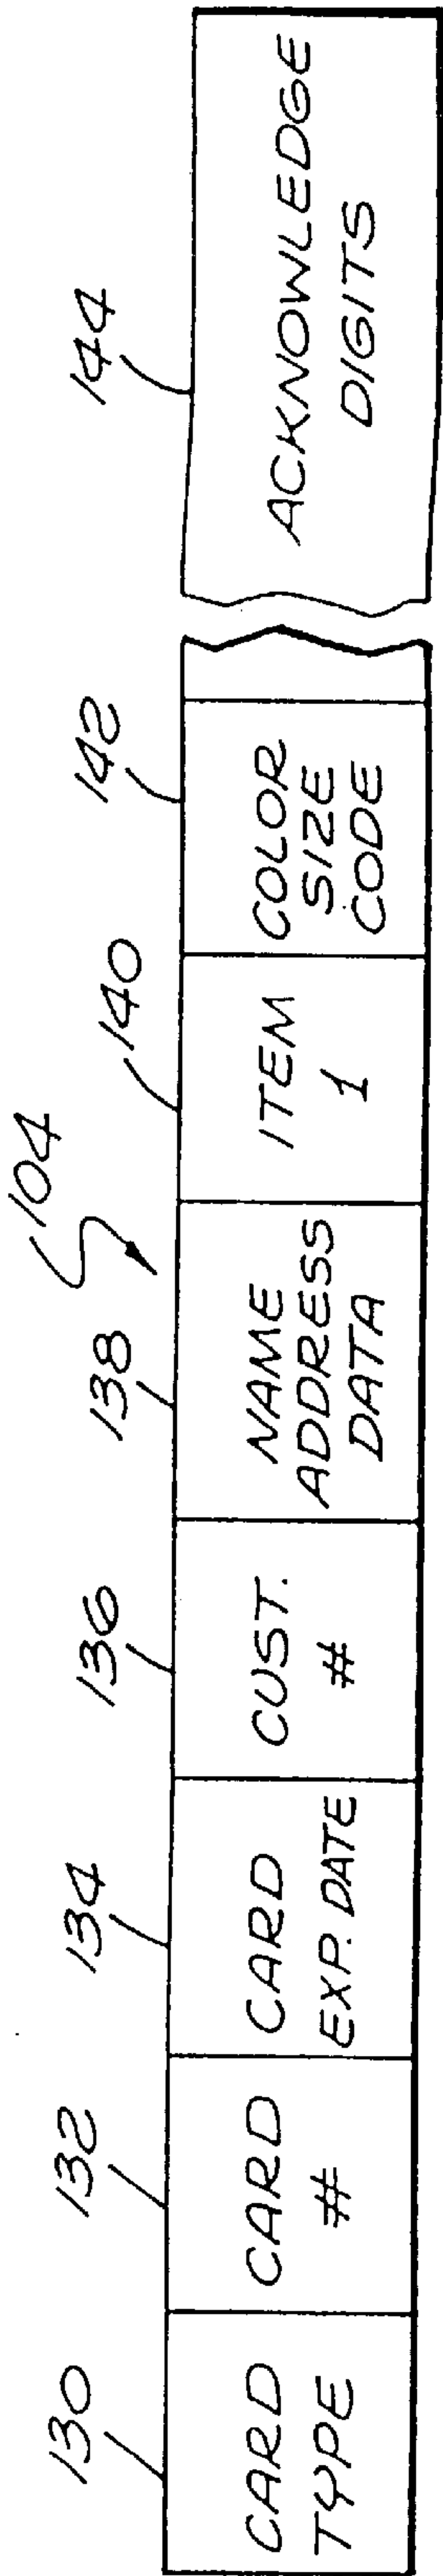 104
130
132
134
136
138
140
142
144
CARD
TYPE
CARD
#
CARD
EXP. DATE
CUST.
#
NAME
ADDRESS
DATA
ITEM
1
COLOR
SIZE
CODE
ACKNOWLEDGE
DIGITS